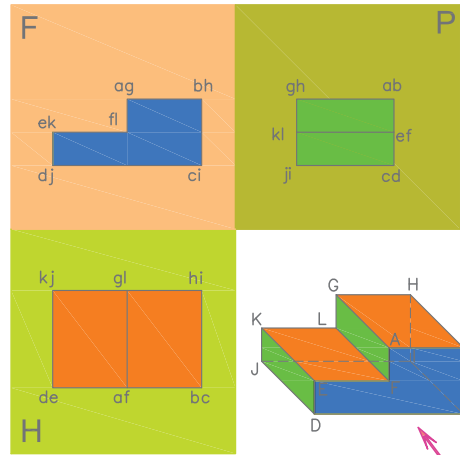 F
P
ag bh
gh ab
ek fl
kl ef
dj ci
ji cd
kj gl hi
de af bc
H
G H
K L
A
J
D